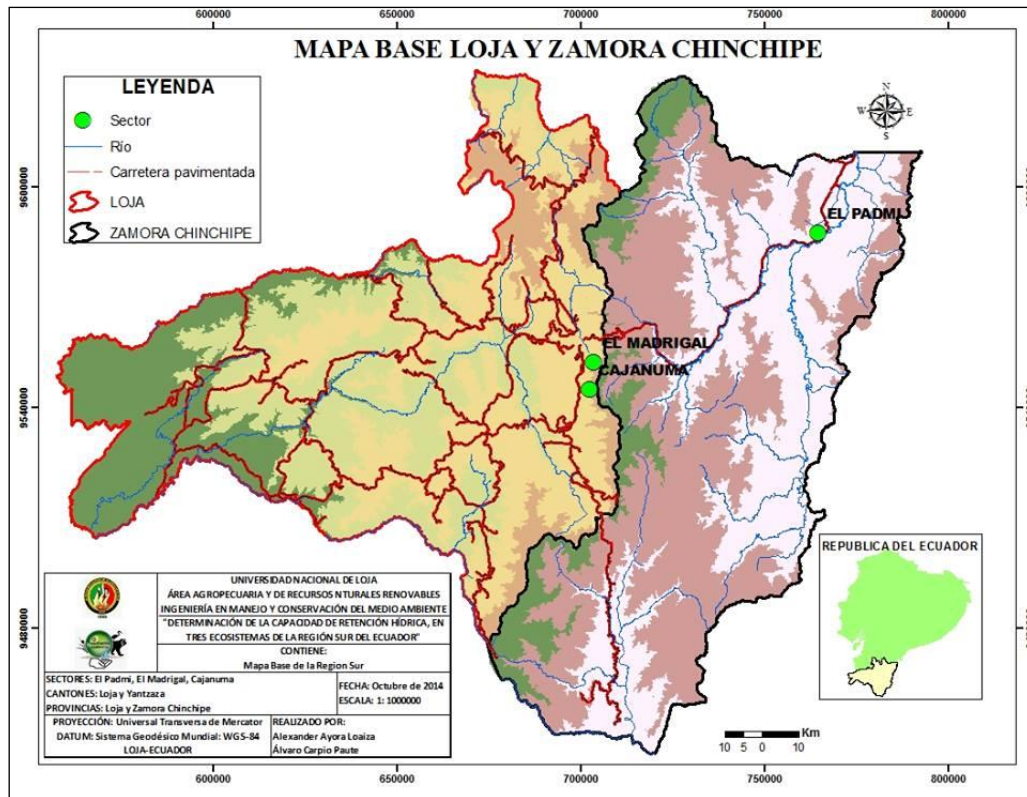 600000 650000 700000 750000 800000
MAPA BASE LOJA Y ZAMORA CHINCHIPE
LEYENDA
Sector
Río
Carretera pavimentada
LOJA
ZAMORA CHINCHIPE
N
W E
S
9600000
EL PADMI
EL MADRIGAL
CAJANUMA
9540000
REPUBLICA DEL ECUADOR
UNIVERSIDAD NACIONAL DE LOJA
ÁREA AGROPECUARIA Y DE RECURSOS NTURALES RENOVABLES
INGENIERÍA EN MANEJO Y CONSERVACIÓN DEL MEDIO AMBIENTE
"DETERMINACIÓN DE LA CAPACIDAD DE RETENCIÓN HÍDRICA, EN
TRES ECOSISTEMAS DE LA REGIÓN SUR DEL ECUADOR"
CONTIENE:
Mapa Base de la Region Sur
9480000
SECTORES: El Padmi, El Madrigal, Cajanuma
CANTONES: Loja y Yantzaza
PROVINCIAS: Loja y Zamora Chinchipe
FECHA: Octubre de 2014
ESCALA: 1: 1000000
PROYECCIÓN: Universal Transversa de Mercator
DATUM: Sistema Geodésico Mundial: WGS-84
LOJA-ECUADOR
REALIZADO POR:
Alexander Ayora Loaiza
Álvaro Carpio Paute
Km
10 5 0 10
600000 650000 700000 750000 800000